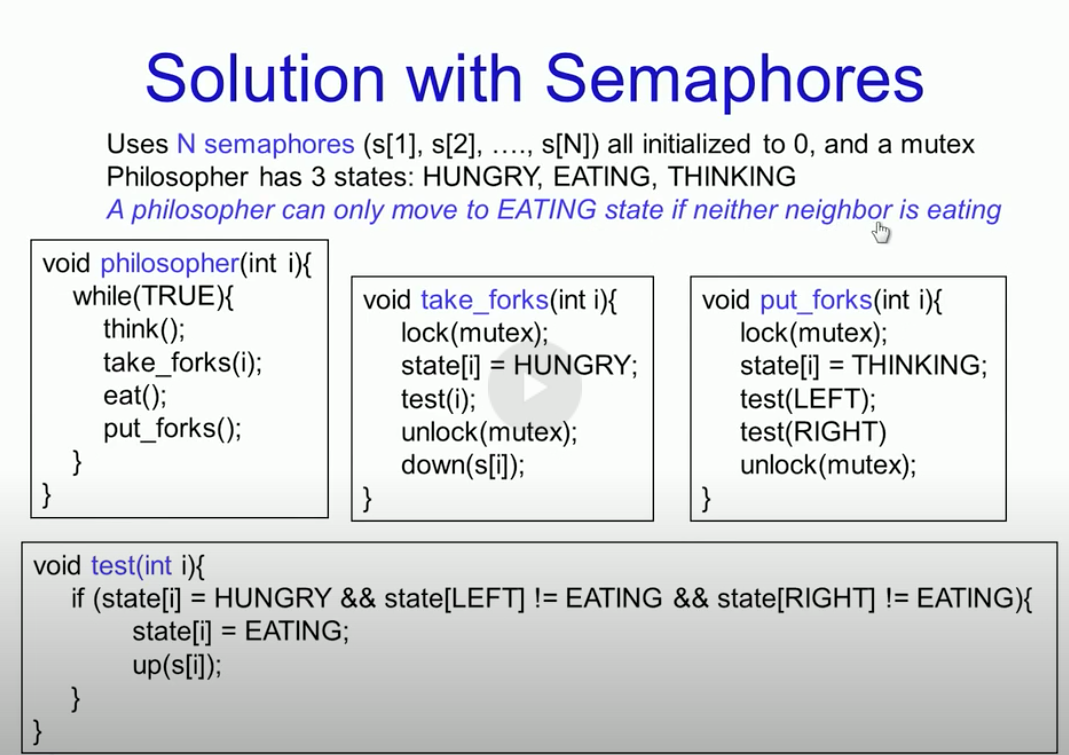 Solution with Semaphores
Uses N semaphores (s[1], s[2], …., s[N]) all initialized to 0, and a mutex
Philosopher has 3 states: HUNGRY, EATING, THINKING
A philosopher can only move to EATING state if neither neighbor is eating
void philosopher(int i){
while(TRUE){
think();
take_forks(i);
eat();
put_forks();
}
}
void take_forks(int i){
lock(mutex);
state[i] = HUNGRY;
test(i);
unlock(mutex);
down(s[i]);
}
void put_forks(int i){
lock(mutex);
state[i] = THINKING;
test(LEFT);
test(RIGHT)
unlock(mutex);
}
void test(int i){
if (state[i] = HUNGRY && state[LEFT] != EATING && state[RIGHT] != EATING){
state[i] = EATING;
up(s[i]);
}
}